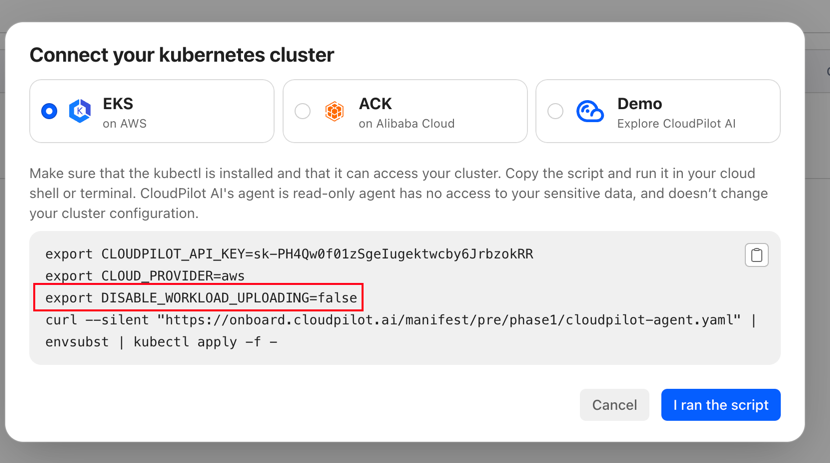 Connect your kubernetes cluster
EKS
on AWS
ACK
on Alibaba Cloud
Demo
Explore CloudPilot AI
Make sure that the kubectl is installed and that it can access your cluster. Copy the script and run it in your cloud
shell or terminal. CloudPilot AI's agent is read-only agent has no access to your sensitive data, and doesn't change
your cluster configuration.
export CLOUDPILOT_API_KEY=sk-PH4Qw0f01zSgeIugektwcby6JrbzokRR
export CLOUD_PROVIDER=aws
export DISABLE_WORKLOAD_UPLOADING=false
curl --silent "https://onboard.cloudpilot.ai/manifest/pre/phase1/cloudpilot-agent.yaml" |
envsubst | kubectl apply -f -
Cancel
I ran the script